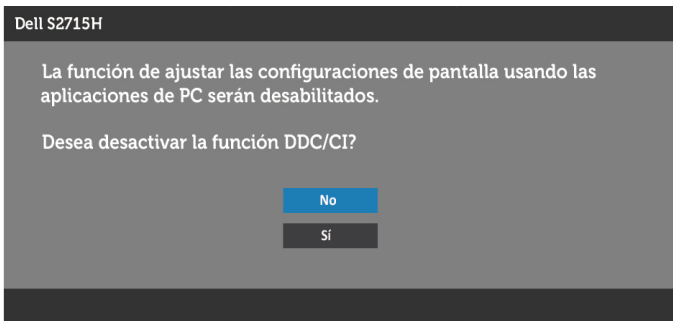 Dell S2715H
La función de ajustar las configuraciones de pantalla usando las
aplicaciones de PC serán desabilitados.
Desea desactivar la función DDC/CI?
No
Sí